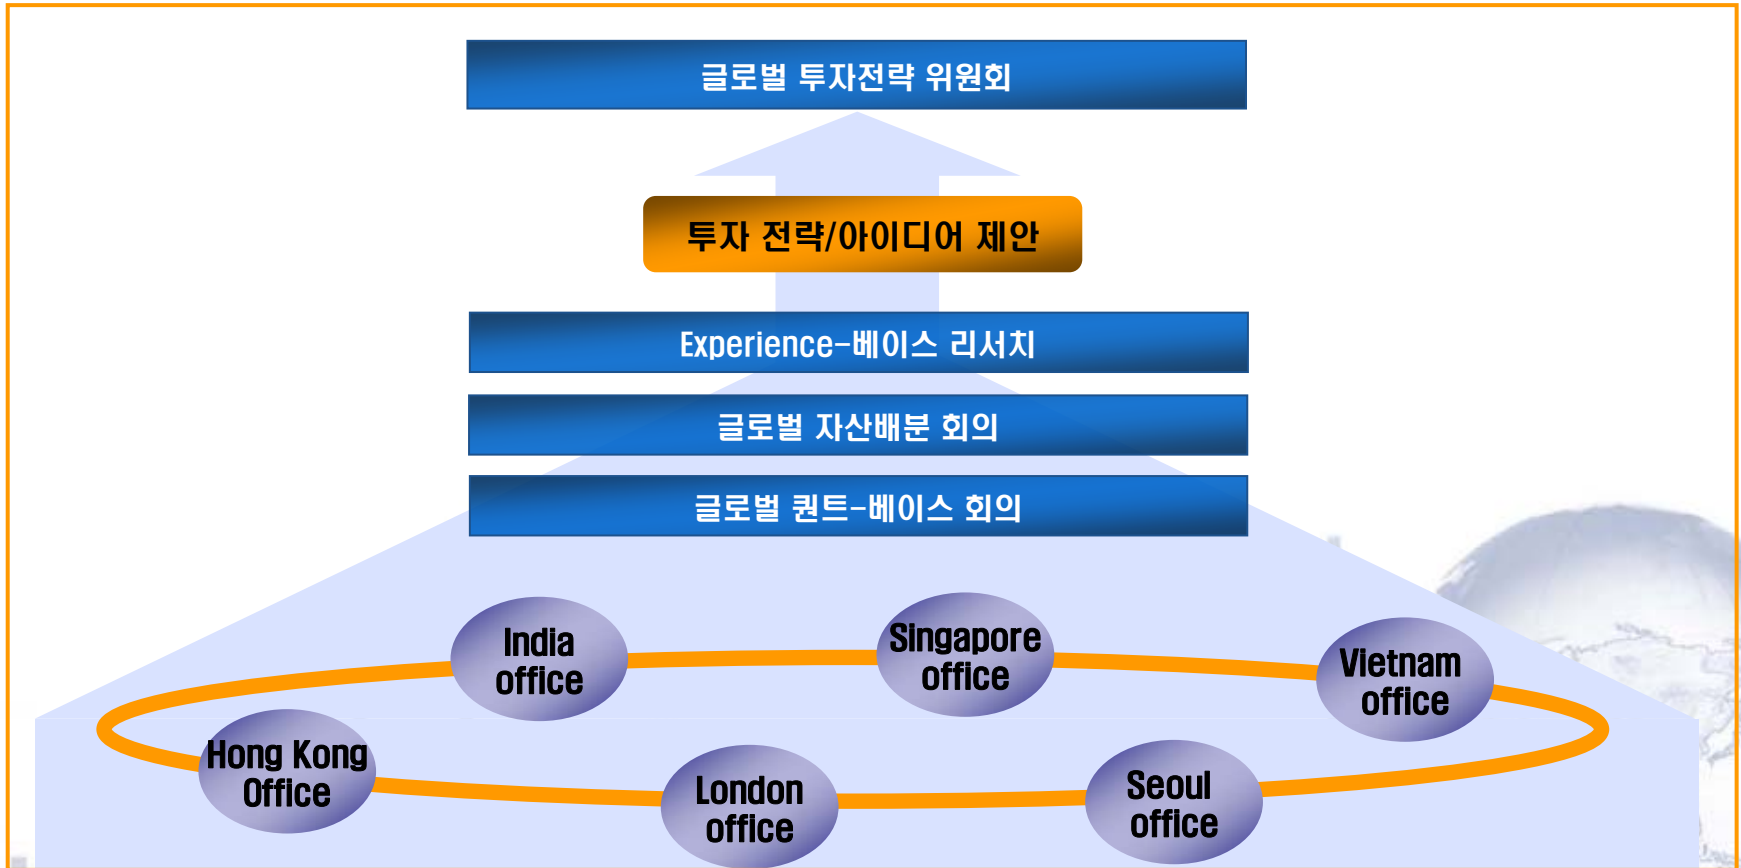 글로벌 투자전략 위원회
투자 전략/아이디어 제안
Experience-베이스 리서치
글로벌 자산배분 회의
글로벌 퀀트-베이스 회의
India
office
Singapore
office
Vietnam
office
Hong Kong
Office
London
office
Seoul
office